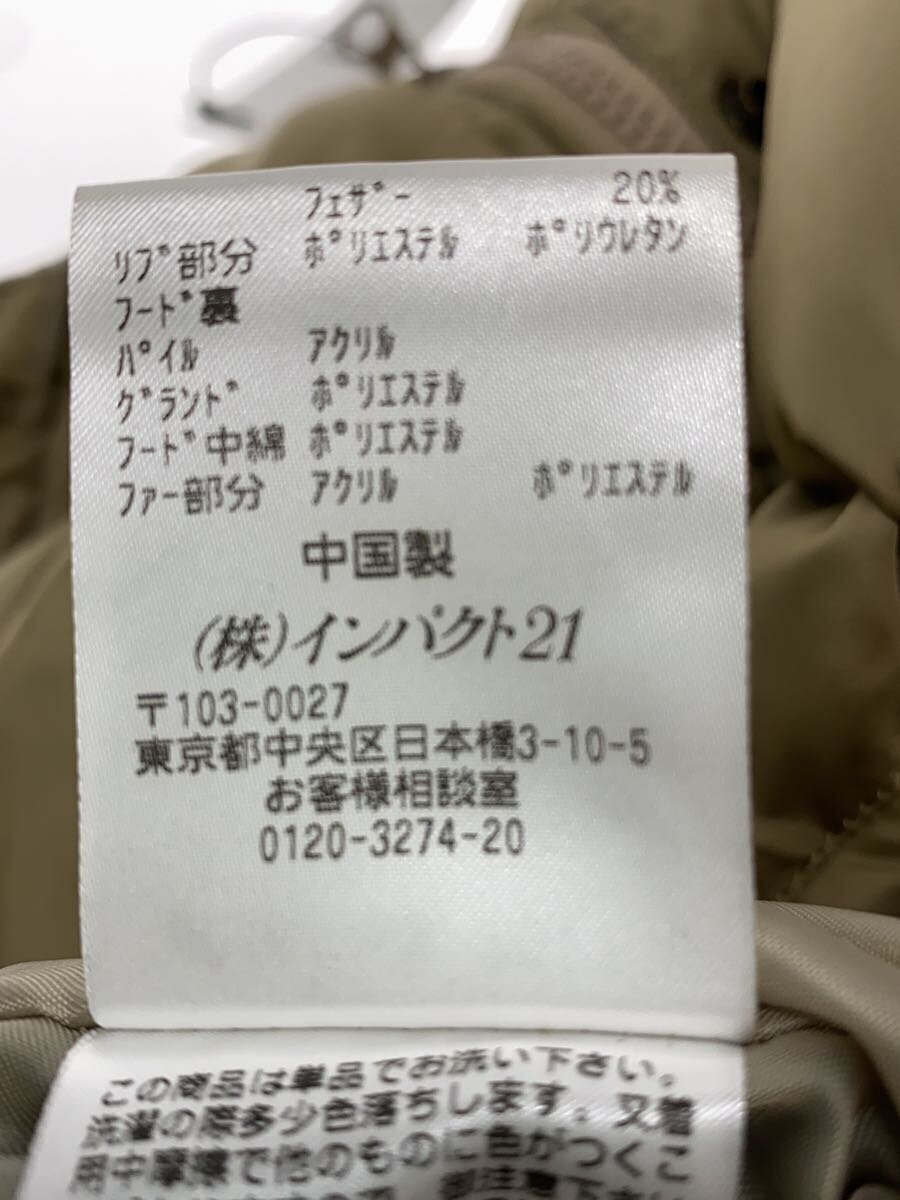 ﾌｪｻﾞｰ 20%
ﾘﾌﾞ部分 ﾎﾟﾘｴｽﾃﾙ ﾎﾟﾘｳﾚﾀﾝ
ﾌｰﾄﾞ裏
ﾊﾟｲﾙ ｱｸﾘﾙ
ｸﾞﾗﾝﾄﾞ ﾎﾟﾘｴｽﾃﾙ
ﾌｰﾄﾞ中綿 ﾎﾟﾘｴｽﾃﾙ
ﾌｧｰ部分 ｱｸﾘﾙ ﾎﾟﾘｴｽﾃﾙ
中国製
(株)インパクト21
〒103-0027
東京都中央区日本橋3-10-5
お客様相談室
0120-3274-20
この商品は単品でお洗い下さい。
洗濯の際多少色落ちします。又着
用中摩擦で他のものに色がつくこ